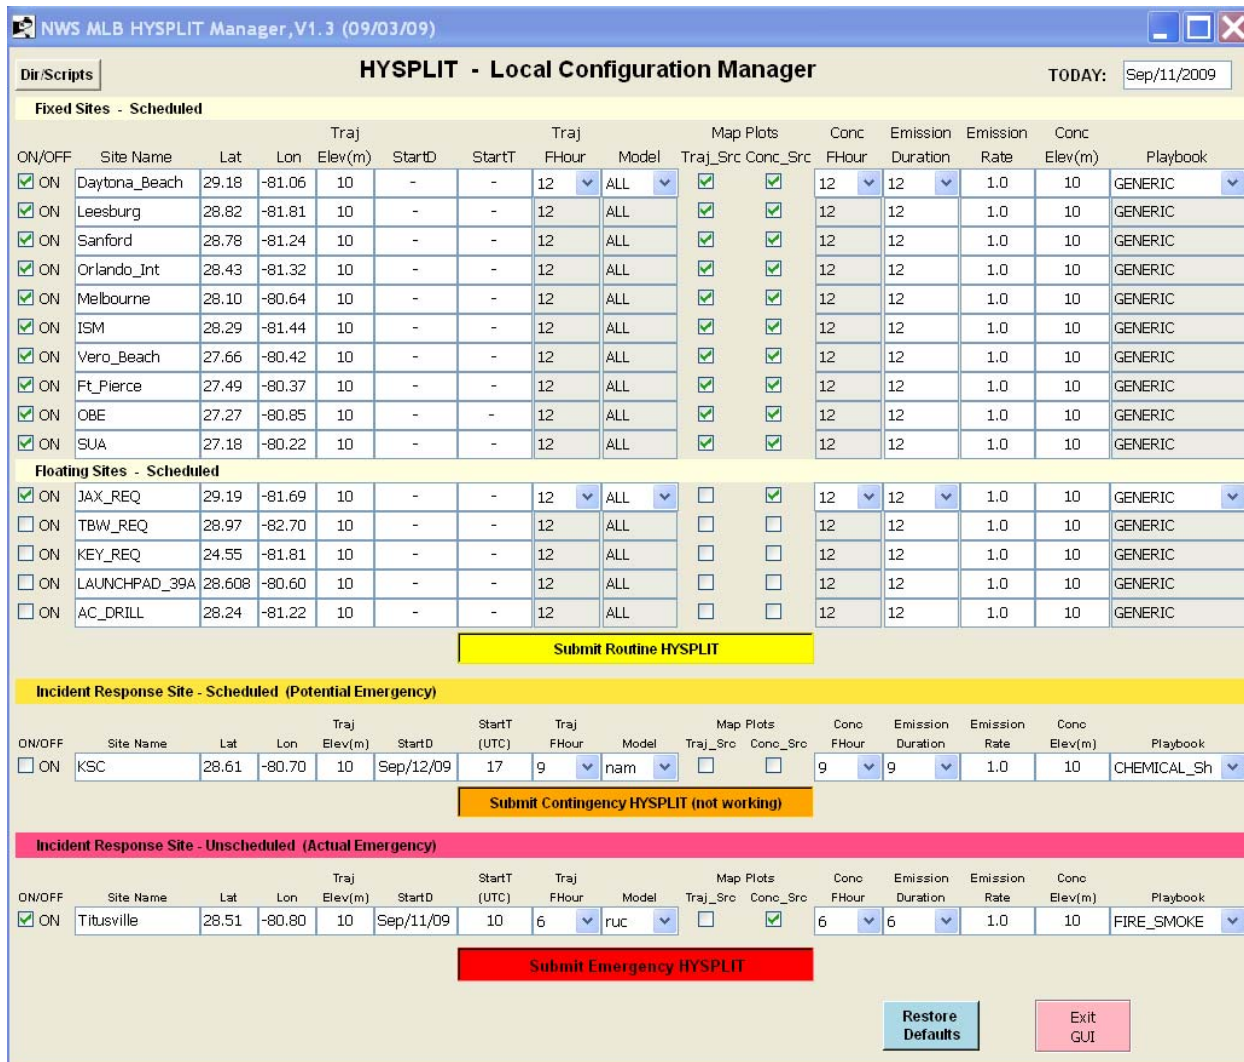 NWS MLB HYSPLIT Manager,V1.3 (09/03/09)
Dir/Scripts HYSPLIT - Local Configuration Manager TODAY: Sep/11/2009
Fixed Sites - Scheduled
Traj Traj Map Plots Conc Emission Emission Conc
ON/OFF Site Name Lat Lon Elev(m) StartD StartT FHour Model Traj_Src Conc_Src FHour Duration Rate Elev(m) Playbook
ON Daytona_Beach 29.18 -81.06 10 - - 12 ALL 12 12 1.0 10 GENERIC
ON Leesburg 28.82 -81.81 10 - - 12 ALL 12 12 1.0 10 GENERIC
ON Sanford 28.78 -81.24 10 - - 12 ALL 12 12 1.0 10 GENERIC
ON Orlando_Int 28.43 -81.32 10 - - 12 ALL 12 12 1.0 10 GENERIC
ON Melbourne 28.10 -80.64 10 - - 12 ALL 12 12 1.0 10 GENERIC
ON ISM 28.29 -81.44 10 - - 12 ALL 12 12 1.0 10 GENERIC
ON Vero_Beach 27.66 -80.42 10 - - 12 ALL 12 12 1.0 10 GENERIC
ON Ft_Pierce 27.49 -80.37 10 - - 12 ALL 12 12 1.0 10 GENERIC
ON OBE 27.27 -80.85 10 - - 12 ALL 12 12 1.0 10 GENERIC
ON SUA 27.18 -80.22 10 - - 12 ALL 12 12 1.0 10 GENERIC
Floating Sites - Scheduled
ON JAX_REQ 29.19 -81.69 10 - - 12 ALL 12 12 1.0 10 GENERIC
ON TBW_REQ 28.97 -82.70 10 - - 12 ALL 12 12 1.0 10 GENERIC
ON KEY_REQ 24.55 -81.81 10 - - 12 ALL 12 12 1.0 10 GENERIC
ON LAUNCHPAD_39A 28.608 -80.60 10 - - 12 ALL 12 12 1.0 10 GENERIC
ON AC_DRILL 28.24 -81.22 10 - - 12 ALL 12 12 1.0 10 GENERIC
Submit Routine HYSPLIT
Incident Response Site - Scheduled (Potential Emergency)
Traj StartT Traj Map Plots Conc Emission Emission Conc
ON/OFF Site Name Lat Lon Elev(m) StartD (UTC) FHour Model Traj_Src Conc_Src FHour Duration Rate Elev(m) Playbook
ON KSC 28.61 -80.70 10 Sep/12/09 17 9 nam 9 9 1.0 10 CHEMICAL_Sh
Submit Contingency HYSPLIT (not working)
Incident Response Site - Unscheduled (Actual Emergency)
Traj StartT Traj Map Plots Conc Emission Emission Conc
ON/OFF Site Name Lat Lon Elev(m) StartD (UTC) FHour Model Traj_Src Conc_Src FHour Duration Rate Elev(m) Playbook
ON Titusville 28.51 -80.80 10 Sep/11/09 10 6 ruc 6 6 1.0 10 FIRE_SMOKE
Submit Emergency HYSPLIT
Restore Exit
Defaults GUI